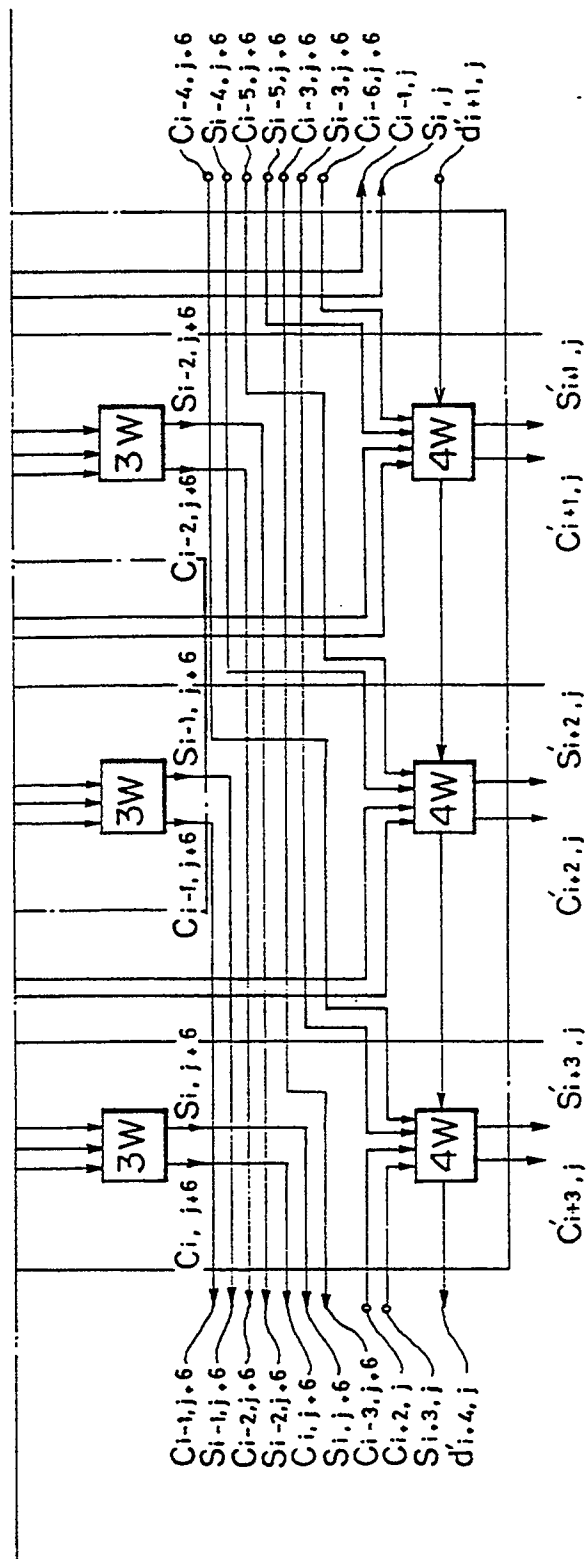 Ci-4, j+6
Si-4, j+6
Ci-5, j+6
Si-5, j+6
Ci-3, j+6
Si-3, j+6
Ci-6, j+6
Ci-1, j
Si, j
d'i+1, j
3W
Si-2, j+6
Ci-2, j+6
4W
S'i+1, j
C'i+1, j
3W
Si-1, j+6
Ci-1, j+6
4W
S'i+2, j
C'i+2, j
3W
Si, j+6
Ci, j+6
4W
S'i+3, j
C'i+3, j
Ci-1, j+6
Si-1, j+6
Ci-2, j+6
Si-2, j+6
Ci, j+6
Si, j+6
Ci-3, j+6
Ci+2, j
Si+3, j
d'i+4, j